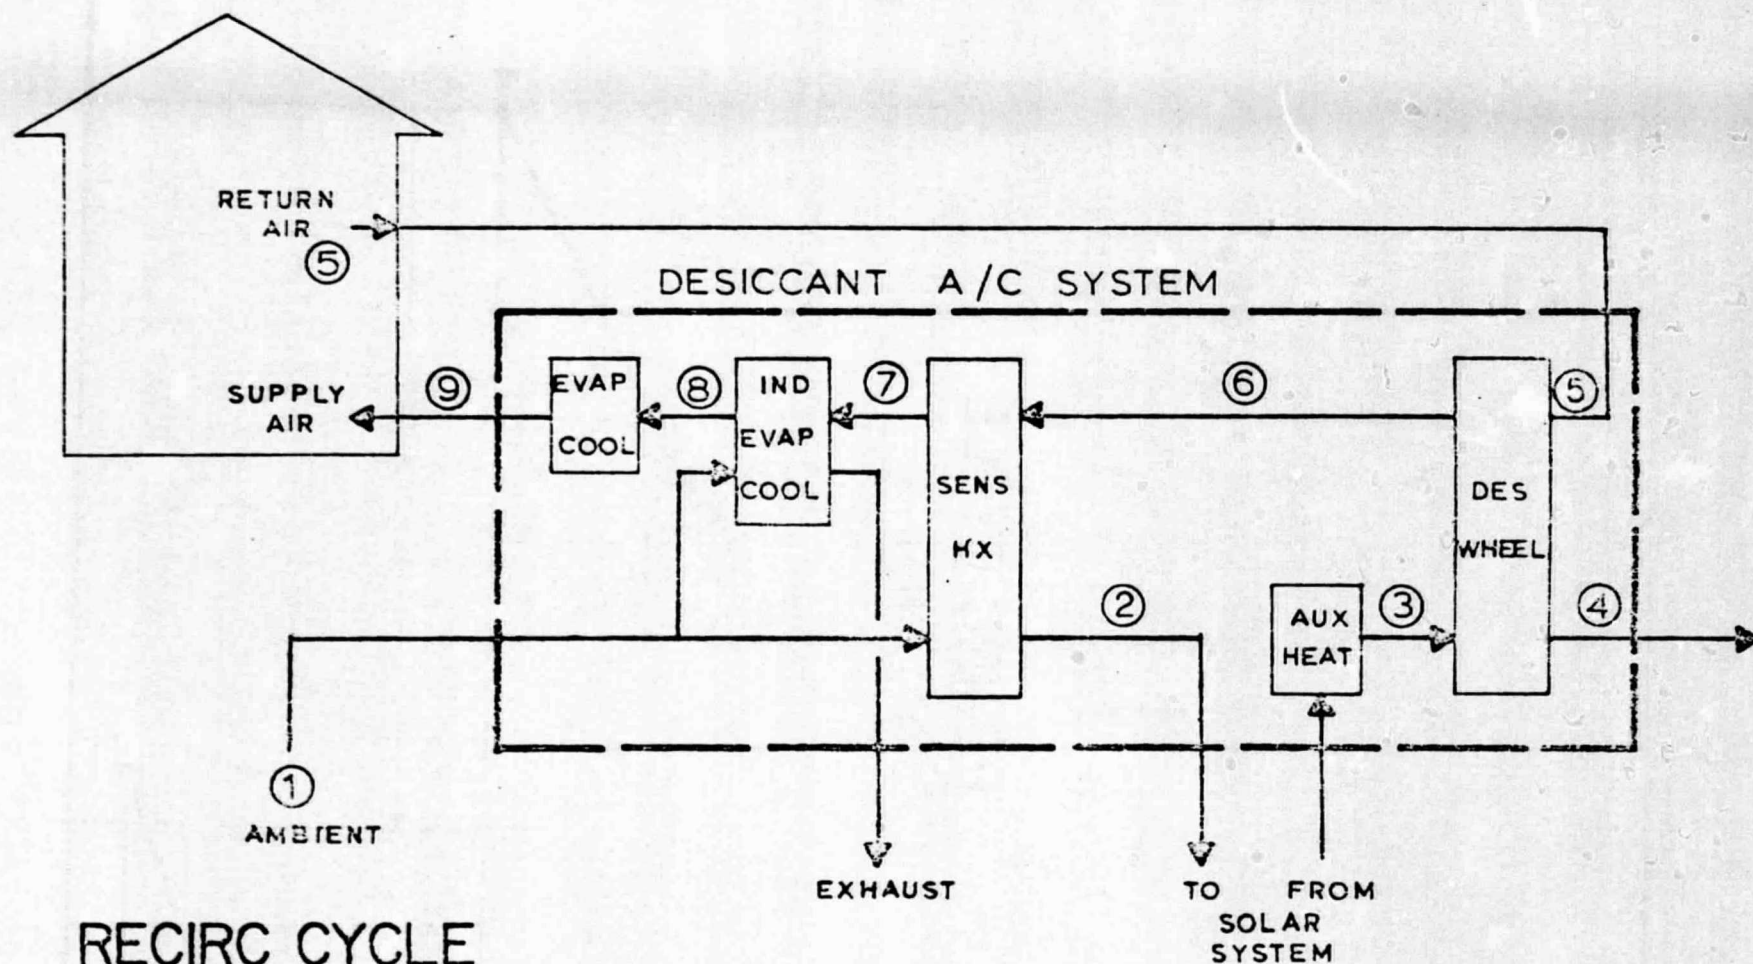 RETURN
AIR
⑤
DESICCANT A/C SYSTEM
SUPPLY
AIR
⑨
EVAP
COOL
⑧
IND
EVAP
COOL
⑦
SENS
HX
⑥
DES
WHEEL
⑤
②
AUX
HEAT
③
④
①
AMBIENT
EXHAUST
TO FROM
SOLAR
SYSTEM
RECIRC CYCLE